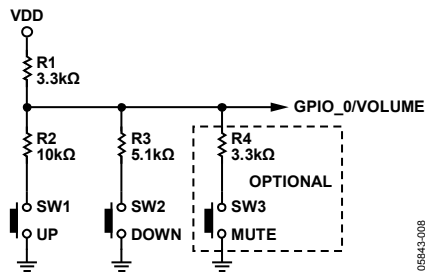 VDD
R1
3.3kΩ
GPIO_0/VOLUME
R2
10kΩ
R3
5.1kΩ
R4
3.3kΩ
OPTIONAL
SW1
UP
SW2
DOWN
SW3
MUTE
05843-008